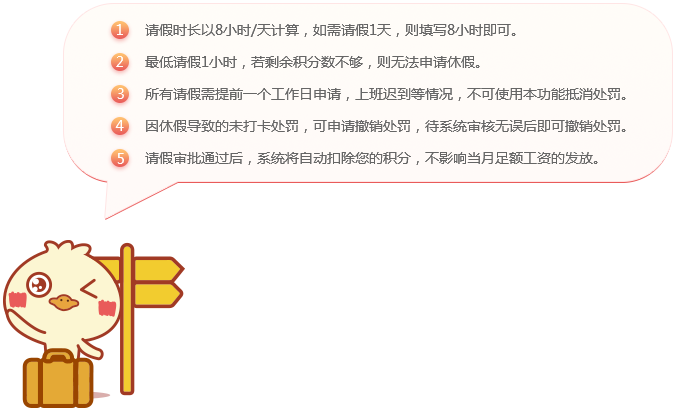 1 请假时长以8小时/天计算，如需请假1天，则填写8小时即可。
2 最低请假1小时，若剩余积分数不够，则无法申请休假。
3 所有请假需提前一个工作日申请，上班迟到等情况，不可使用本功能抵消处罚。
4 因休假导致的未打卡处罚，可申请撤销处罚，待系统审核无误后即可撤销处罚。
5 请假审批通过后，系统将自动扣除您的积分，不影响当月足额工资的发放。